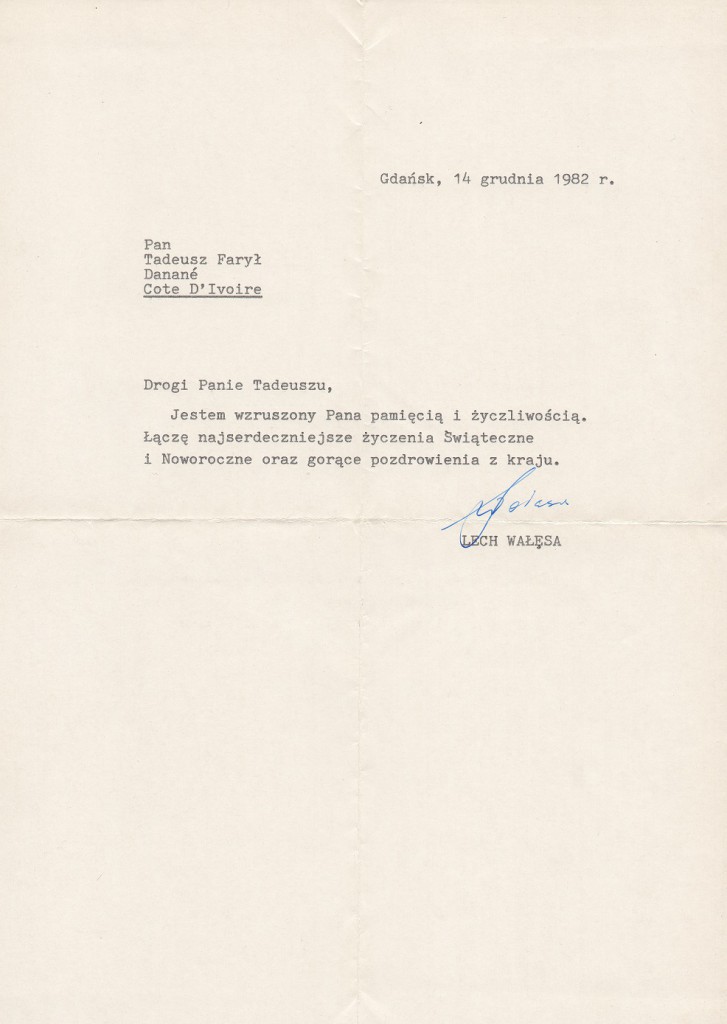 Gdańsk, 14 grudnia 1982 r.
Pan
Tadeusz Farył
Danané
Cote D'Ivoire
Drogi Panie Tadeuszu,
Jestem wzruszony Pana pamięcią i życzliwością.
Łączę najserdeczniejsze życzenia Świąteczne
i Noworoczne oraz gorące pozdrowienia z kraju.
LECH WAŁĘSA